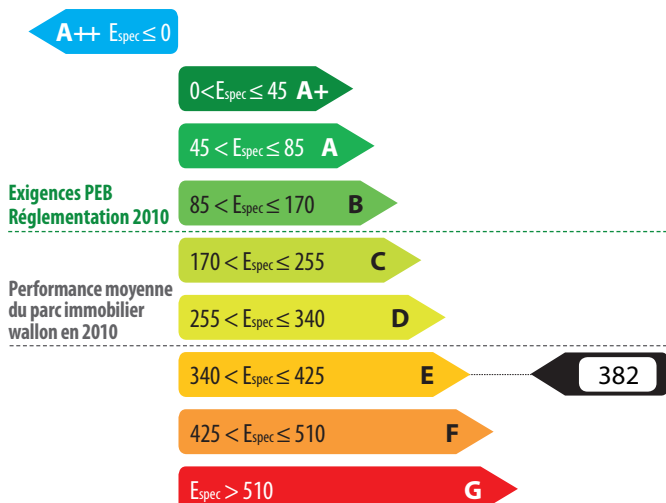 A++ Espec ≤ 0
0<Espec ≤ 45 A+
45 < Espec ≤ 85 A
Exigences PEB
Réglementation 2010
85 < Espec ≤ 170 B
170 < Espec ≤ 255 C
Performance moyenne
du parc immobilier
wallon en 2010
255 < Espec ≤ 340 D
340 < Espec ≤ 425 E 382
425 < Espec ≤ 510 F
Espec > 510 G